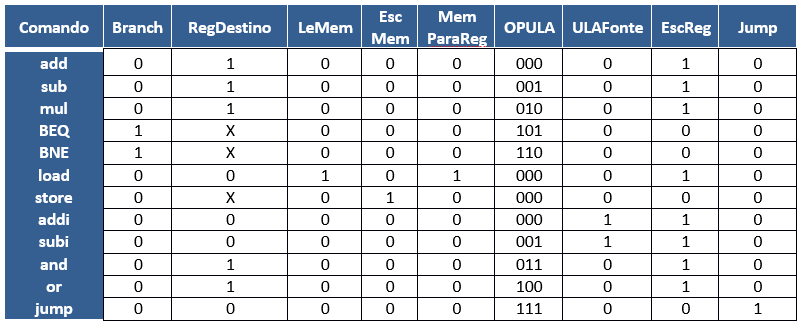 Comando Branch RegDestino LeMem Esc Mem Mem ParaReg OPULA ULAFonte EscReg Jump
add 0 1 0 0 0 000 0 1 0
sub 0 1 0 0 0 001 0 1 0
mul 0 1 0 0 0 010 0 1 0
BEQ 1 X 0 0 0 101 0 0 0
BNE 1 X 0 0 0 110 0 0 0
load 0 0 1 0 1 000 0 1 0
store 0 X 0 1 0 000 0 0 0
addi 0 0 0 0 0 000 1 1 0
subi 0 0 0 0 0 001 1 1 0
and 0 1 0 0 0 011 0 1 0
or 0 1 0 0 0 100 0 1 0
jump 0 0 0 0 0 111 0 0 1